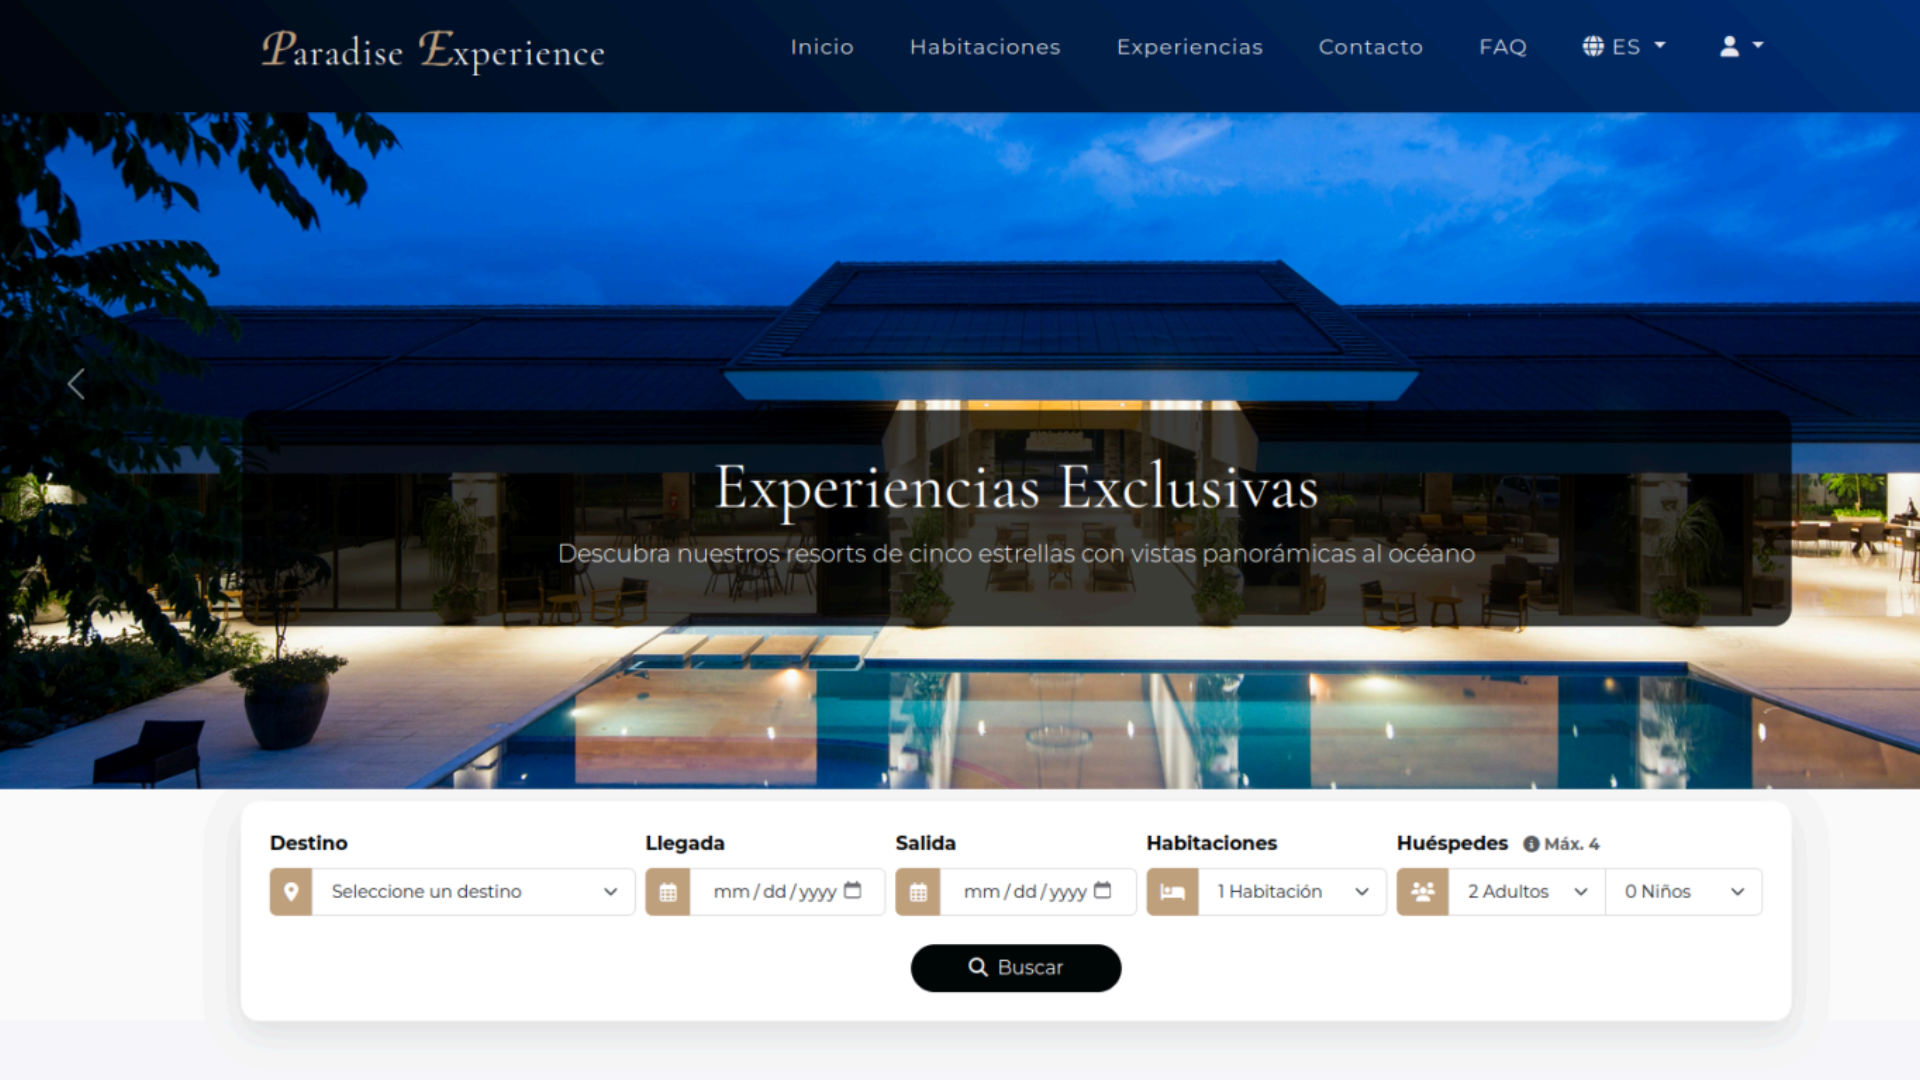 Paradise Experience
Inicio
Habitaciones
Experiencias
Contacto
FAQ
ES
Experiencias Exclusivas
Descubra nuestros resorts de cinco estrellas con vistas panorámicas al océano
Destino
Llegada
Salida
Habitaciones
Huéspedes
Máx. 4
Seleccione un destino
mm/dd/yyyy
mm/dd/yyyy
1 Habitación
2 Adultos
0 Niños
Buscar